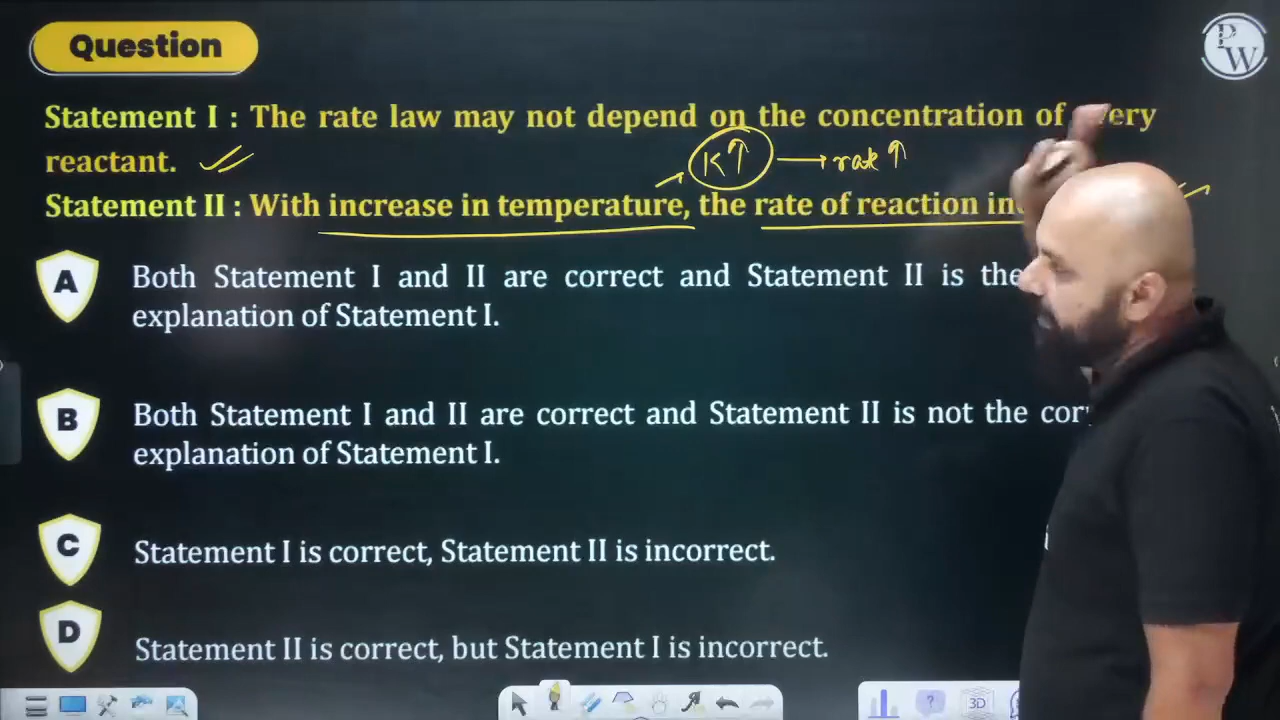 Question
PW
Statement I : The rate law may not depend on the concentration of
K↑ → rate ↑
reactant.
Statement II : With increase in temperature, the rate of reaction
A
Both Statement I and II are correct and Statement II is the
explanation of Statement I.
B
Both Statement I and II are correct and Statement II is not the
explanation of Statement I.
C
Statement I is correct, Statement II is incorrect.
D
Statement II is correct, but Statement I is incorrect.
3D